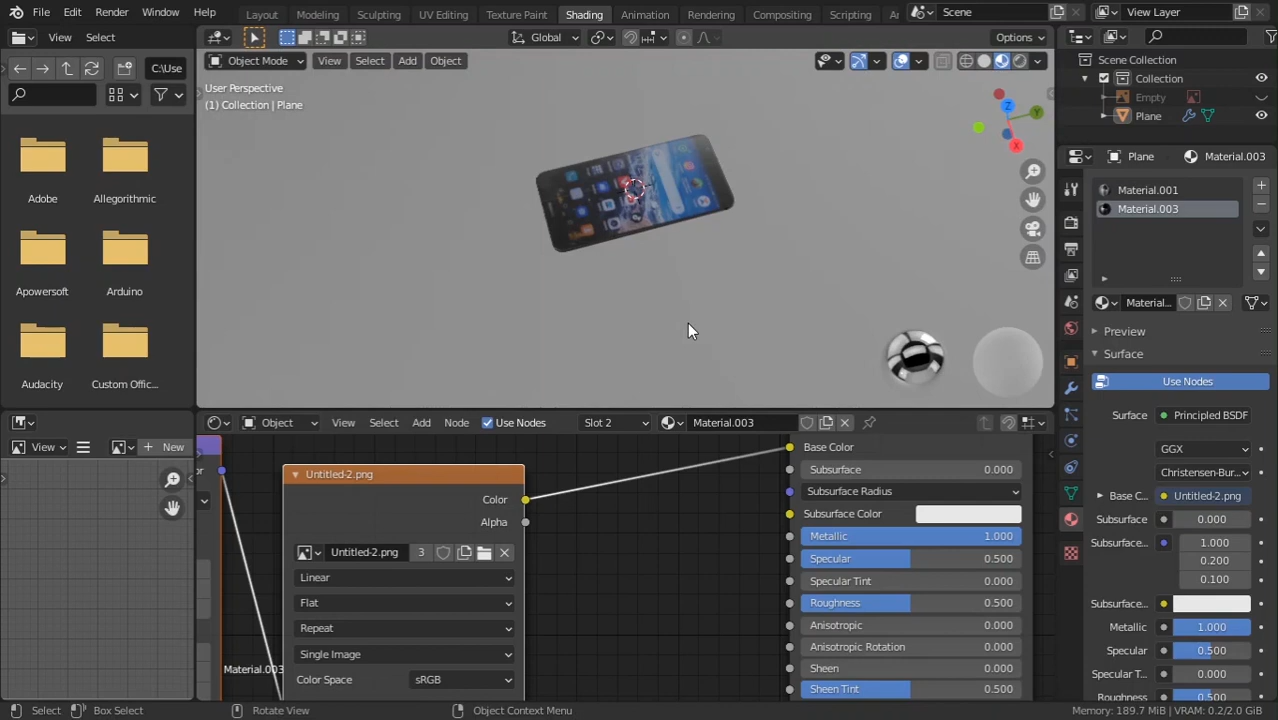 File Edit Render Window Help
Layout Modeling Sculpting UV Editing Texture Paint Shading Animation Rendering Compositing Scripting
Scene View Layer
View Select
Global Options
C:\Use
Object Mode View Select Add Object
User Perspective
(1) Collection | Plane
Z
Y
X
Adobe Allegorithmic
Apowersoft Arduino
Audacity Custom Offic...
Scene Collection
Collection
Empty
Plane
Plane Material.003
Material.001
Material.003
Material...
Preview
Surface
Use Nodes
Surface Principled BSDF
GGX
Christensen-Bur...
Base C... Untitled-2.png
Subsurface 0.000
Subsurface... 1.000
0.200
0.100
Subsurface...
Metallic 1.000
Specular 0.500
Specular T... 0.000
Roughness 0.500
Object View Select Add Node Use Nodes Slot 2 Material.003
View New
Untitled-2.png
Color
Alpha
Untitled-2.png 3
Linear
Flat
Repeat
Single Image
Color Space sRGB
Material.003
Base Color
Subsurface 0.000
Subsurface Radius
Subsurface Color
Metallic 1.000
Specular 0.500
Specular Tint 0.000
Roughness 0.500
Anisotropic 0.000
Anisotropic Rotation 0.000
Sheen 0.000
Sheen Tint 0.500
Select Box Select Rotate View Object Context Menu Memory: 189.7 MiB | VRAM: 0.2/2.0 GiB